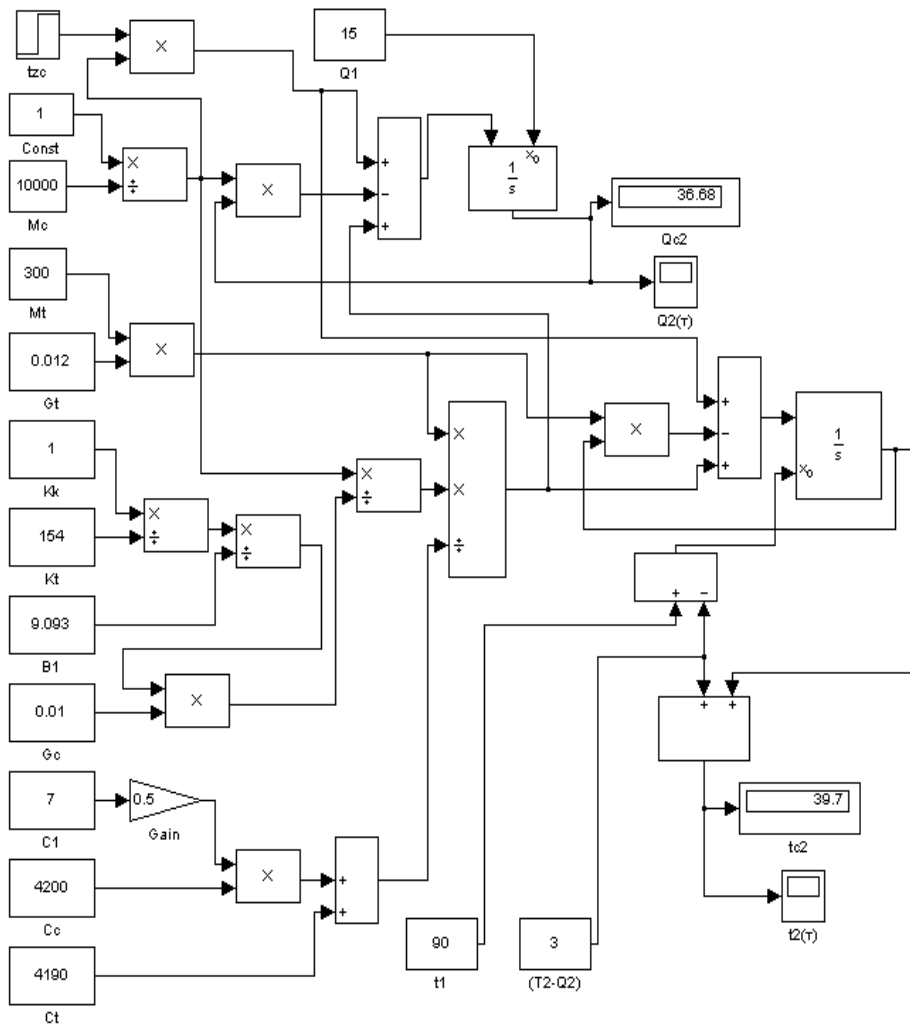 tzc
×
15
Q1
1
Const
×
÷
10000
Mc
×
+
−
+
1
s
x₀
36.68
Qc2
Q2(τ)
300
Mt
×
0.012
Gt
1
Kk
×
÷
154
Kt
×
÷
9.093
B1
0.01
Gc
×
×
÷
×
×
÷
×
+
−
+
1
s
x₀
+ −
+ +
39.7
tc2
t2(τ)
7
C1
0.5
Gain
4200
Cc
×
4190
Ct
+
+
90
t1
3
(T2-Q2)